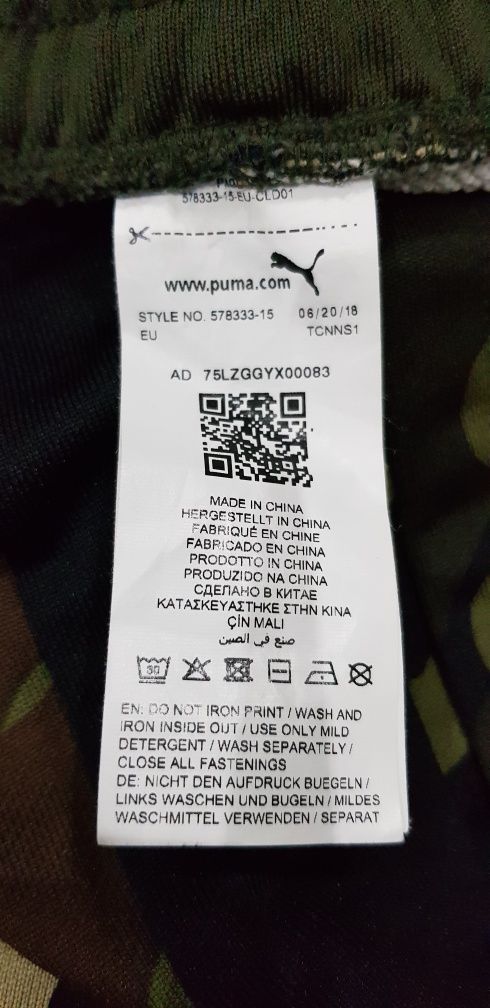 578333-15-EU-CLD01
www.puma.com
STYLE NO. 578333-15 06/20/18
EU TCNNS1
AD 75LZGGYX00083
MADE IN CHINA
HERGESTELLT IN CHINA
FABRIQUÉ EN CHINE
FABRICADO EN CHINA
PRODOTTO IN CHINA
PRODUZIDO NA CHINA
СДЕЛАНО В КИТАЕ
ΚΑΤΑΣΚΕΥΑΣΤΗΚΕ ΣΤΗΝ ΚΙΝΑ
ÇİN MALI
صنع في الصين
30
EN: DO NOT IRON PRINT / WASH AND
IRON INSIDE OUT / USE ONLY MILD
DETERGENT / WASH SEPARATELY /
CLOSE ALL FASTENINGS
DE: NICHT DEN AUFDRUCK BUEGELN /
LINKS WASCHEN UND BUGELN / MILDES
WASCHMITTEL VERWENDEN / SEPARAT